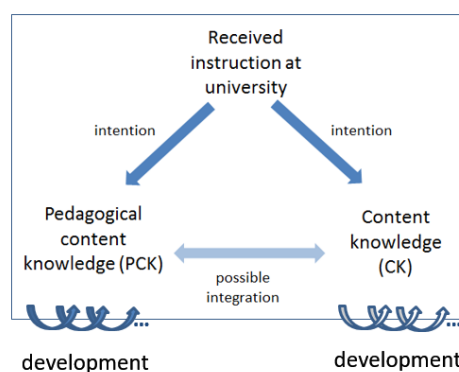 Received
instruction at
university
intention
intention
Pedagogical
content
knowledge (PCK)
Content
knowledge
(CK)
possible
integration
...
...
development
development